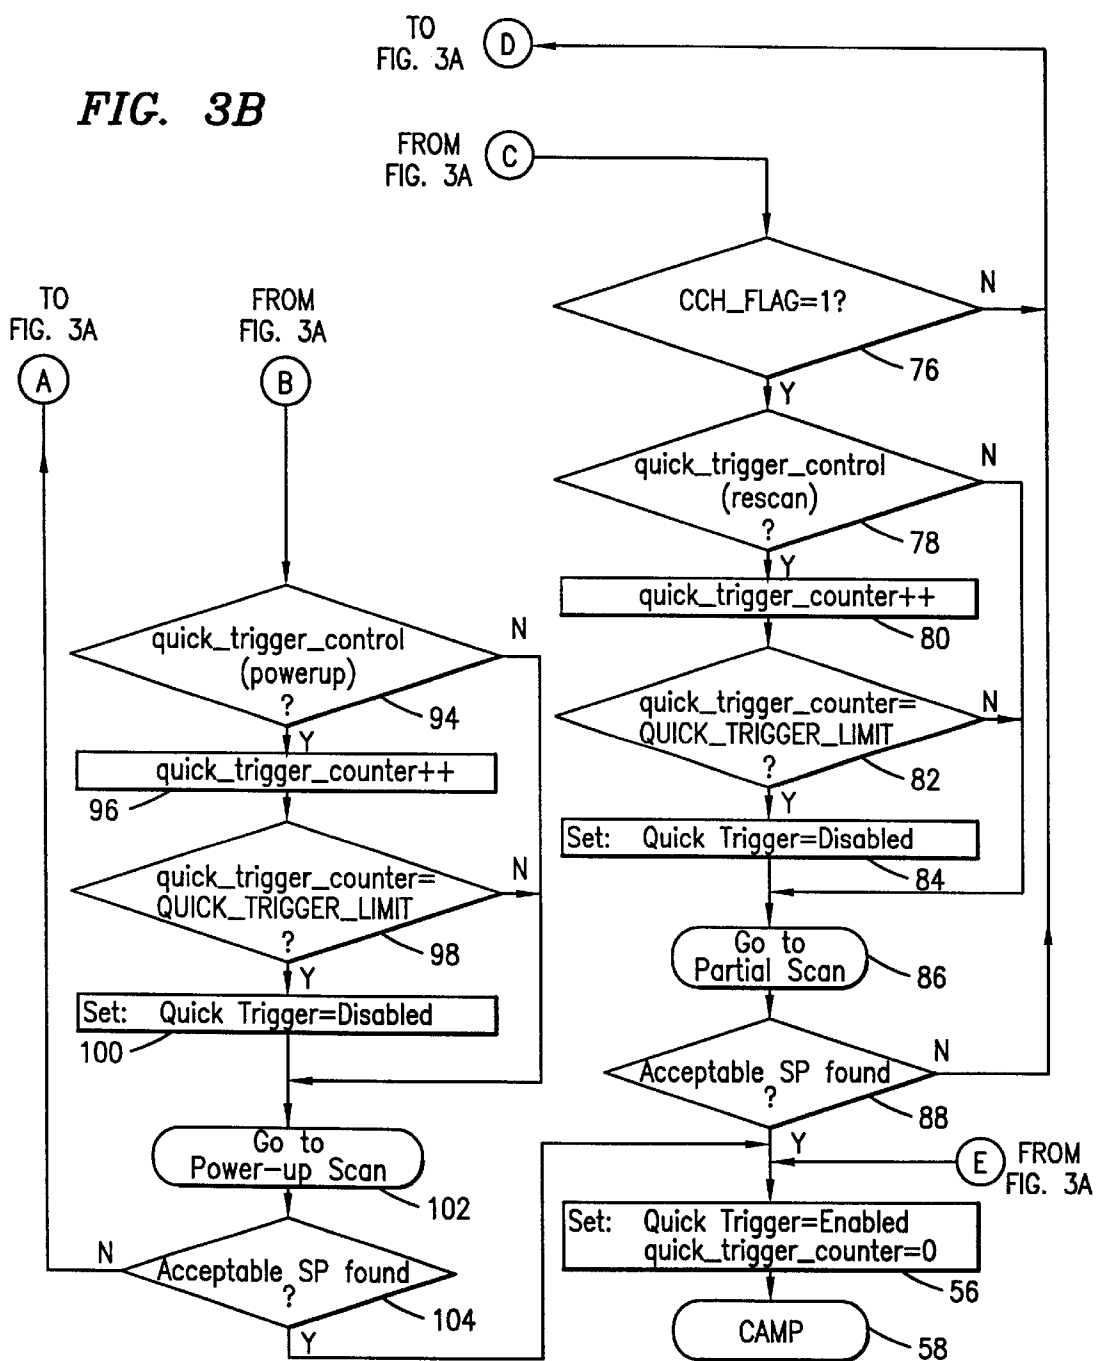 TO
FIG. 3A
D
FIG. 3B
FROM
FIG. 3A
C
CCH_FLAG=1?
N
76
Y
quick_trigger_control
(rescan)
?
N
78
Y
quick_trigger_counter++
80
quick_trigger_counter=
QUICK_TRIGGER_LIMIT
?
N
82
Y
Set: Quick Trigger=Disabled
84
Go to
Partial Scan
86
Acceptable SP found
?
N
88
Y
E
FROM
FIG. 3A
Set: Quick Trigger=Enabled
quick_trigger_counter=0
56
CAMP
58
TO
FIG. 3A
A
FROM
FIG. 3A
B
quick_trigger_control
(powerup)
?
N
94
Y
quick_trigger_counter++
96
quick_trigger_counter=
QUICK_TRIGGER_LIMIT
?
N
98
Y
Set: Quick Trigger=Disabled
100
Go to
Power-up Scan
102
Acceptable SP found
?
N
104
Y